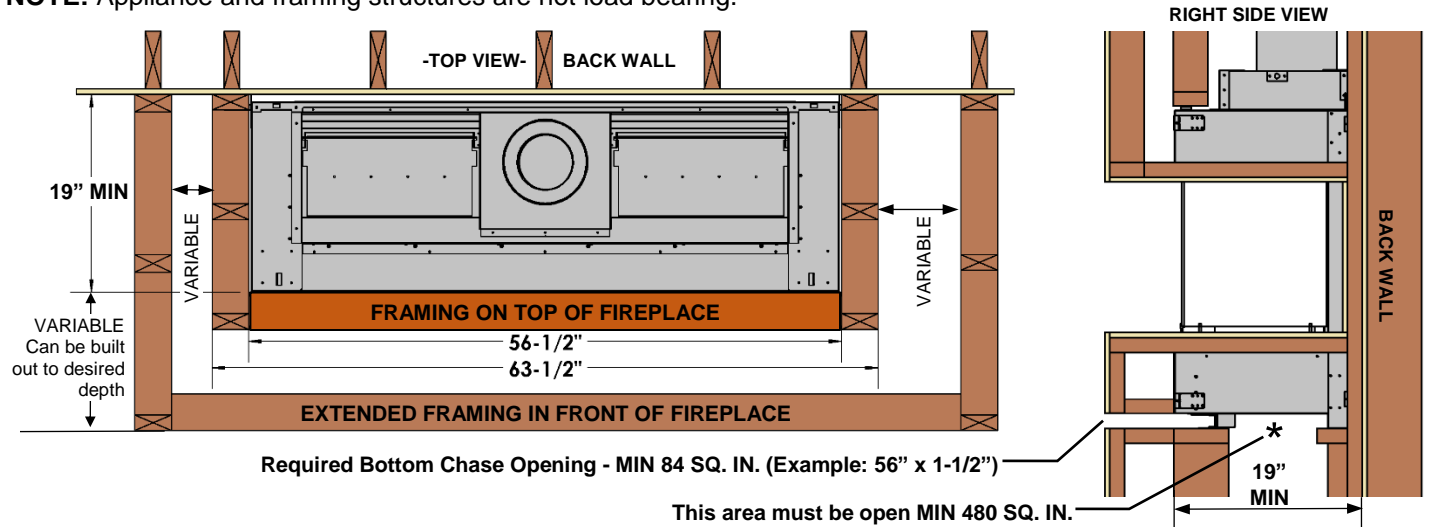 NOTE: Appliance and framing structures are not load bearing.
RIGHT SIDE VIEW
-TOP VIEW-
BACK WALL
19” MIN
VARIABLE
VARIABLE
BACK WALL
FRAMING ON TOP OF FIREPLACE
56-1/2"
63-1/2"
VARIABLE
Can be built
out to desired
depth
EXTENDED FRAMING IN FRONT OF FIREPLACE
*
Required Bottom Chase Opening - MIN 84 SQ. IN. (Example: 56” x 1-1/2”)
19”
MIN
This area must be open MIN 480 SQ. IN.